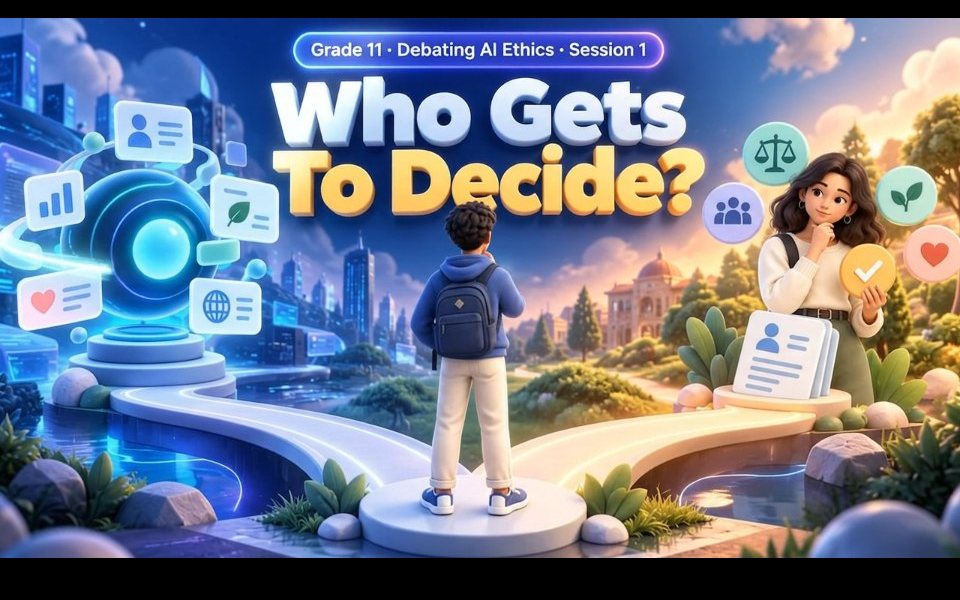 Grade 11 · Debating AI Ethics · Session 1
Who Gets
To Decide?